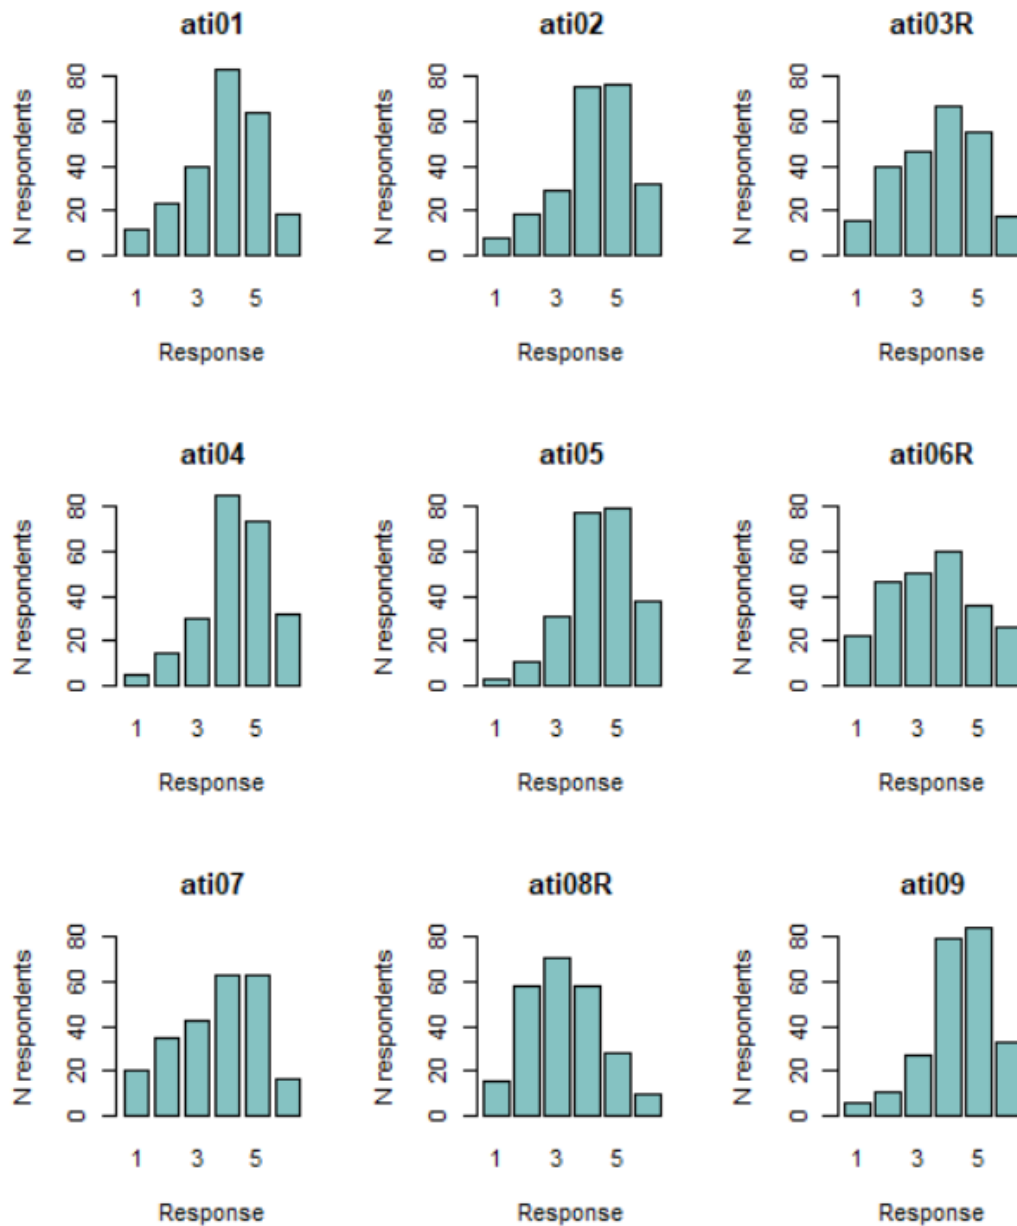 ati01
N respondents
0 20 40 60 80
1 3 5
Response
ati02
N respondents
0 20 40 60 80
1 3 5
Response
ati03R
N respondents
0 20 40 60 80
1 3 5
Response
ati04
N respondents
0 20 40 60 80
1 3 5
Response
ati05
N respondents
0 20 40 60 80
1 3 5
Response
ati06R
N respondents
0 20 40 60 80
1 3 5
Response
ati07
N respondents
0 20 40 60 80
1 3 5
Response
ati08R
N respondents
0 20 40 60 80
1 3 5
Response
ati09
N respondents
0 20 40 60 80
1 3 5
Response